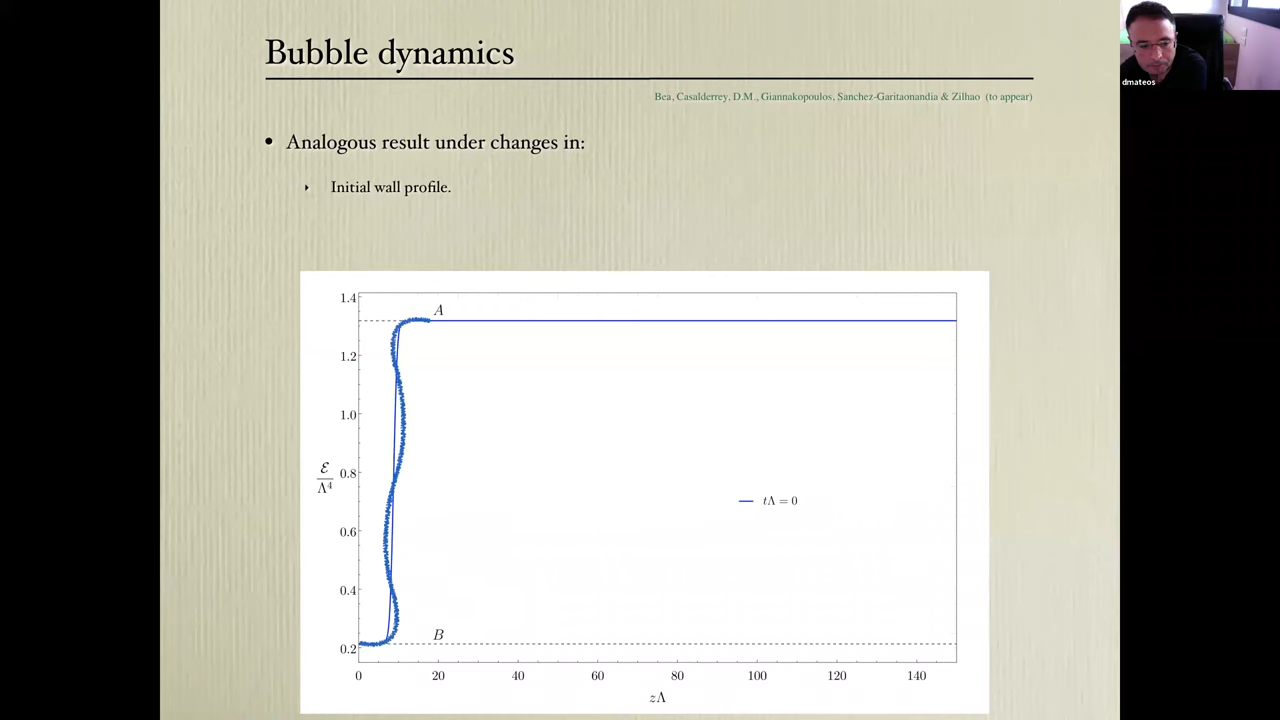 Bubble dynamics
dmateos
Bea, Casalderrey, D.M., Giannakopoulos, Sanchez-Garitaonandia & Zilhao (to appear)
• Analogous result under changes in:
‣ Initial wall profile.
1.4
A
1.2
1.0
ℰ
0.8
Λ⁴
tΛ = 0
0.6
0.4
B
0.2
0 20 40 60 80 100 120 140
zΛ